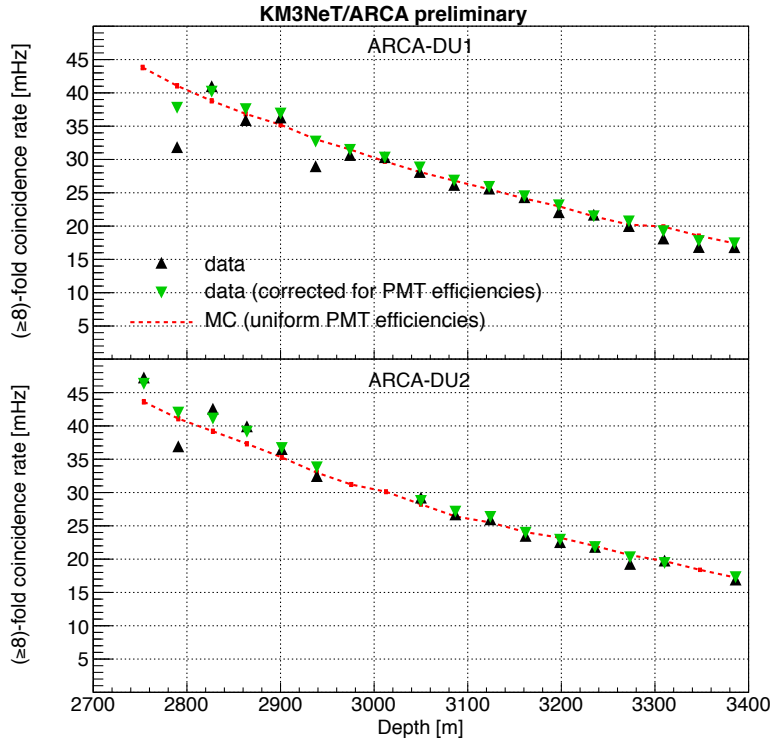 KM3NeT/ARCA preliminary
(≥8)-fold coincidence rate [mHz]
ARCA-DU1
45
40
35
30
25
20
15
10
5
data
data (corrected for PMT efficiencies)
MC (uniform PMT efficiencies)
(≥8)-fold coincidence rate [mHz]
ARCA-DU2
45
40
35
30
25
20
15
10
5
2700 2800 2900 3000 3100 3200 3300 3400
Depth [m]